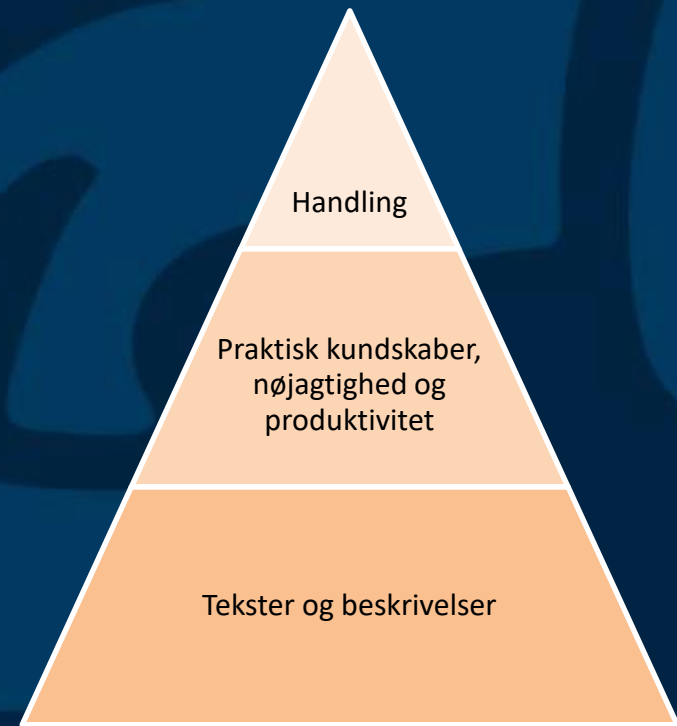 Handling
Praktisk kundskaber,
nøjagtighed og
produktivitet
Tekster og beskrivelser